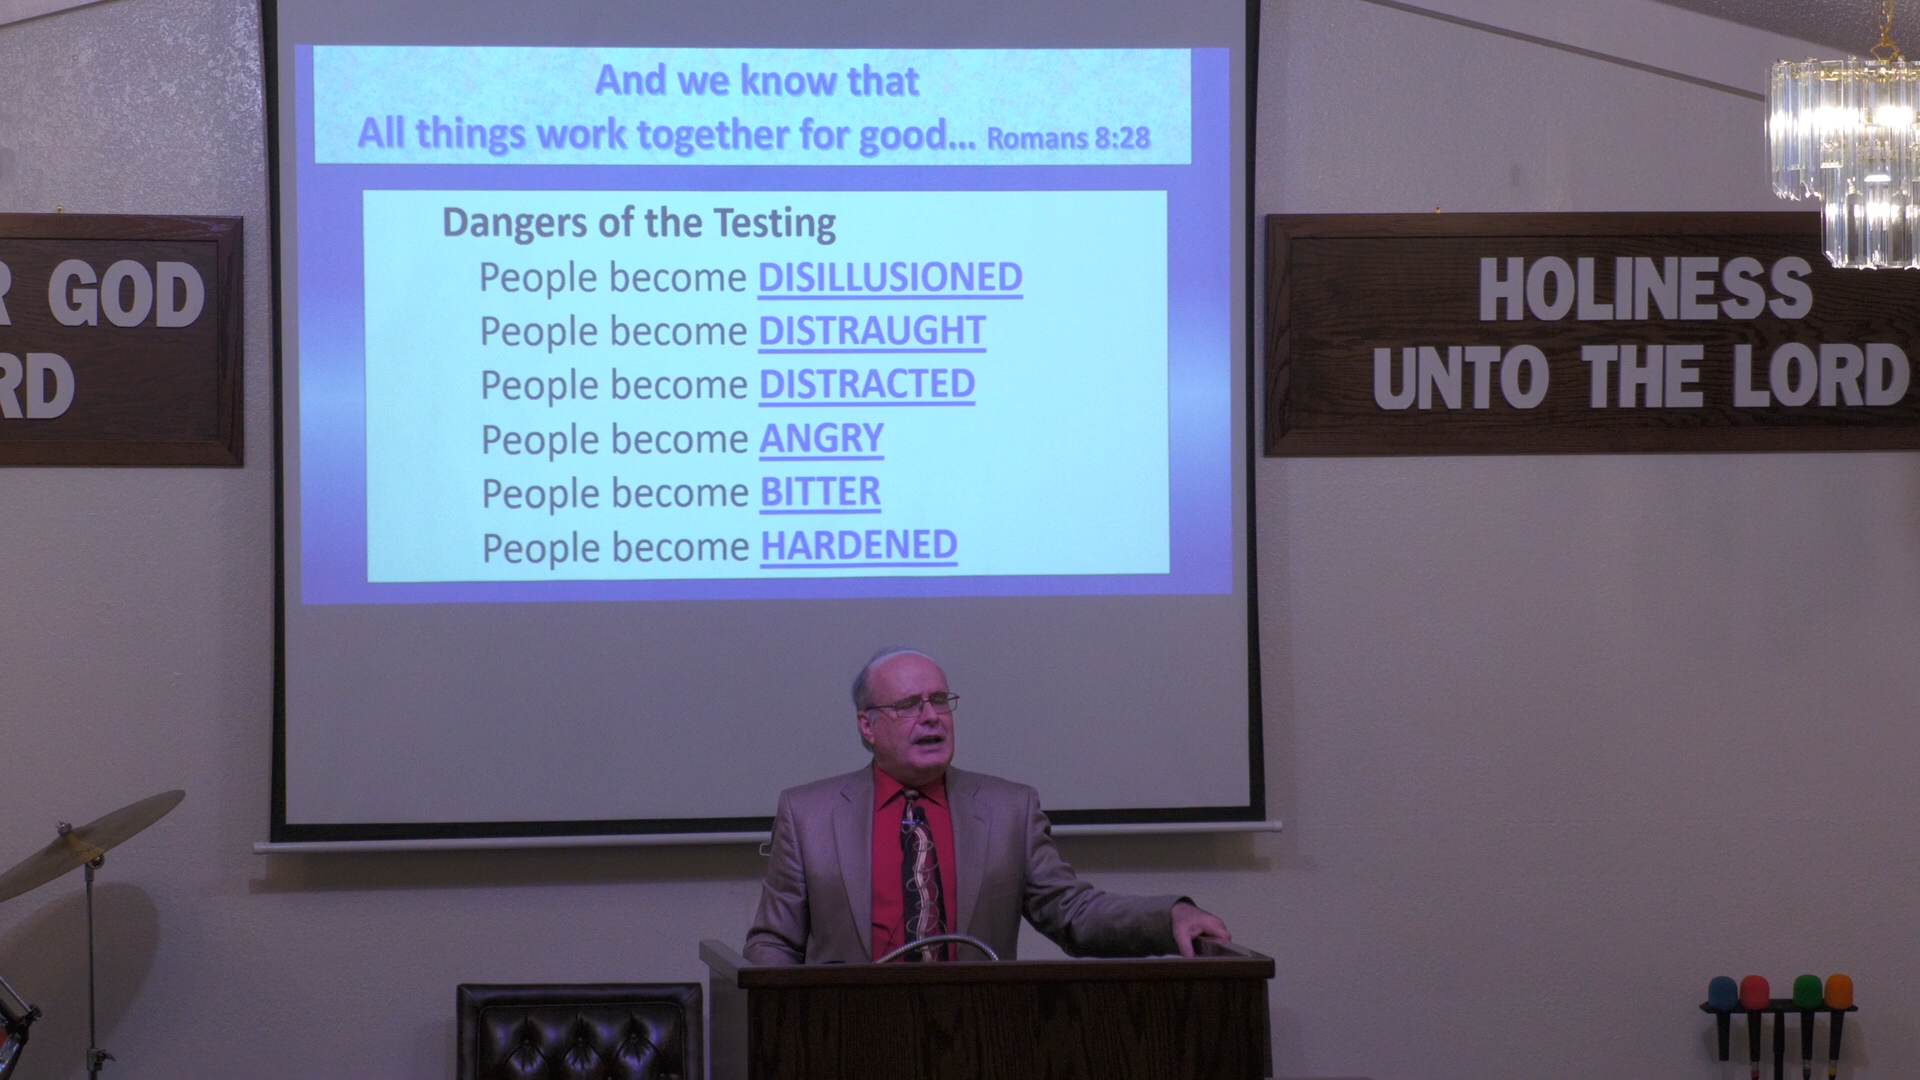 And we know that
All things work together for good... Romans 8:28
Dangers of the Testing
People become DISILLUSIONED
People become DISTRAUGHT
People become DISTRACTED
People become ANGRY
People become BITTER
People become HARDENED
GOD
HOLINESS
UNTO THE LORD